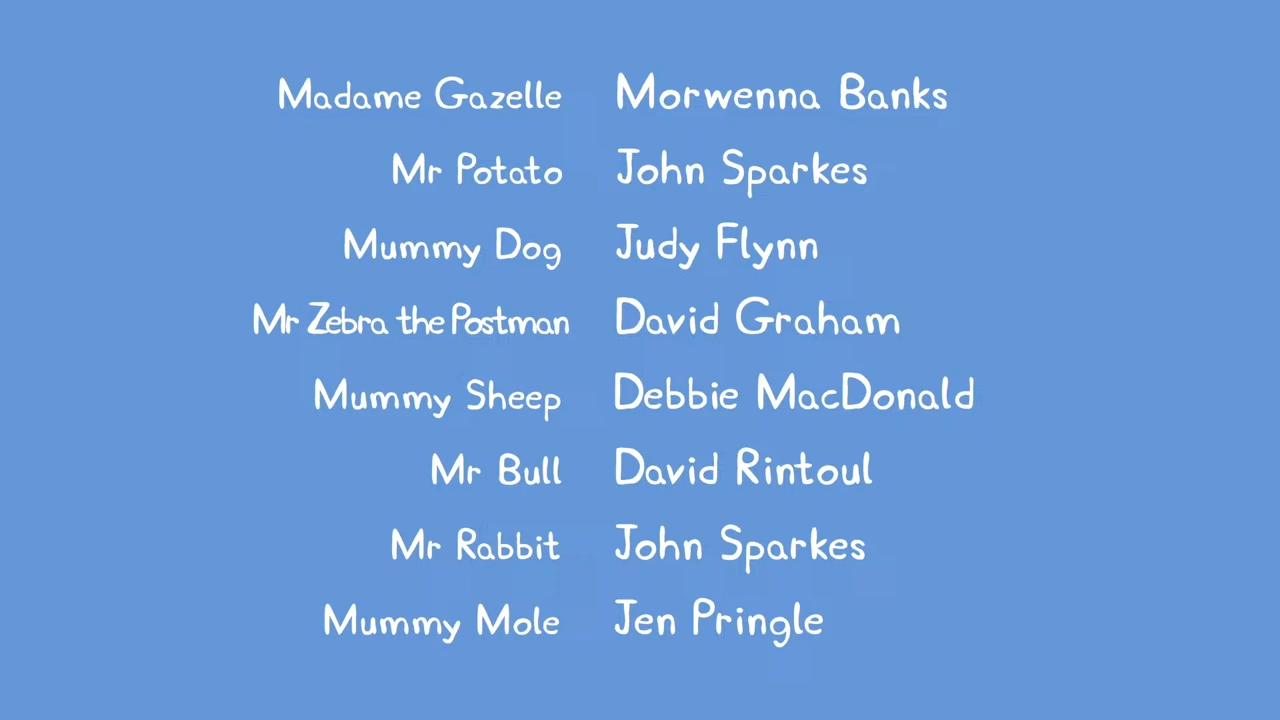 Madame Gazelle Morwenna Banks
Mr Potato John Sparkes
Mummy Dog Judy Flynn
Mr Zebra the Postman David Graham
Mummy Sheep Debbie MacDonald
Mr Bull David Rintoul
Mr Rabbit John Sparkes
Mummy Mole Jen Pringle